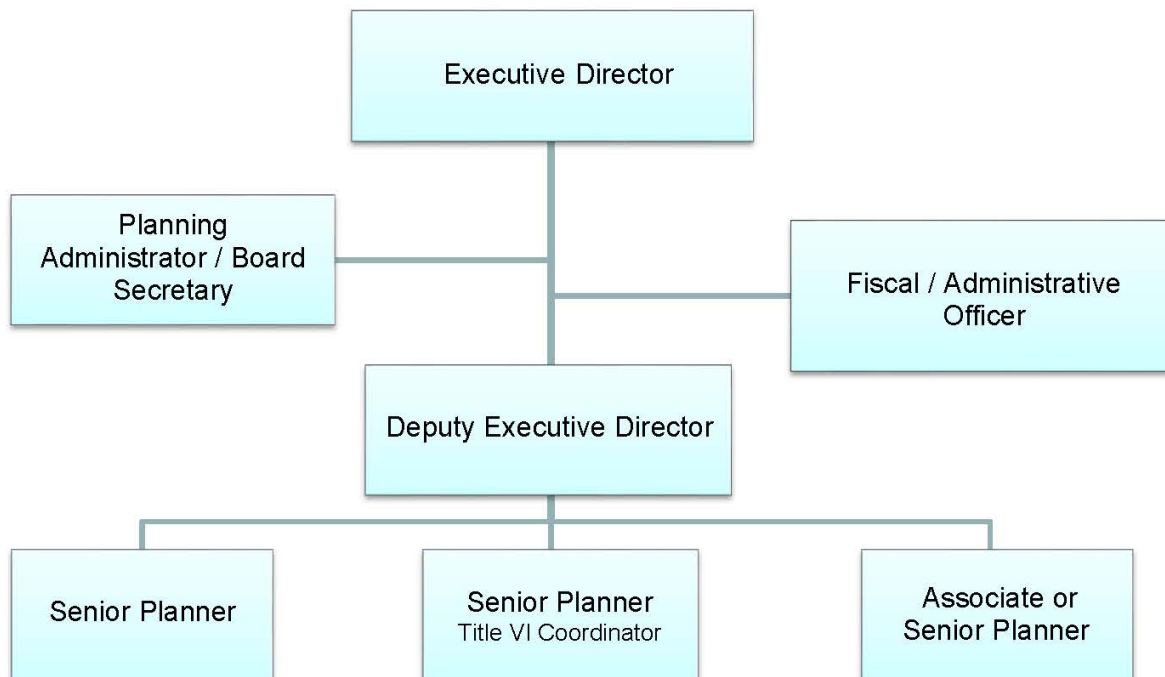 Executive Director
Planning
Administrator / Board
Secretary
Fiscal / Administrative
Officer
Deputy Executive Director
Senior Planner
Senior Planner
Title VI Coordinator
Associate or
Senior Planner